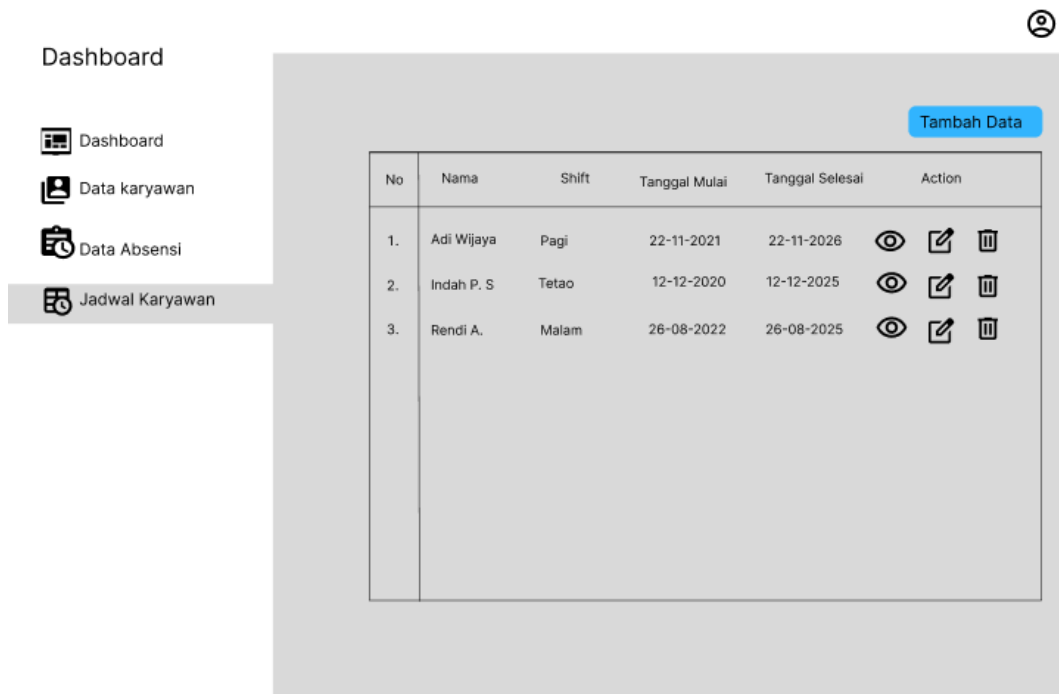 Dashboard
Dashboard
Data karyawan
Data Absensi
Jadwal Karyawan
Tambah Data
No Nama Shift Tanggal Mulai Tanggal Selesai Action
1. Adi Wijaya Pagi 22-11-2021 22-11-2026
2. Indah P. S Tetao 12-12-2020 12-12-2025
3. Rendi A. Malam 26-08-2022 26-08-2025